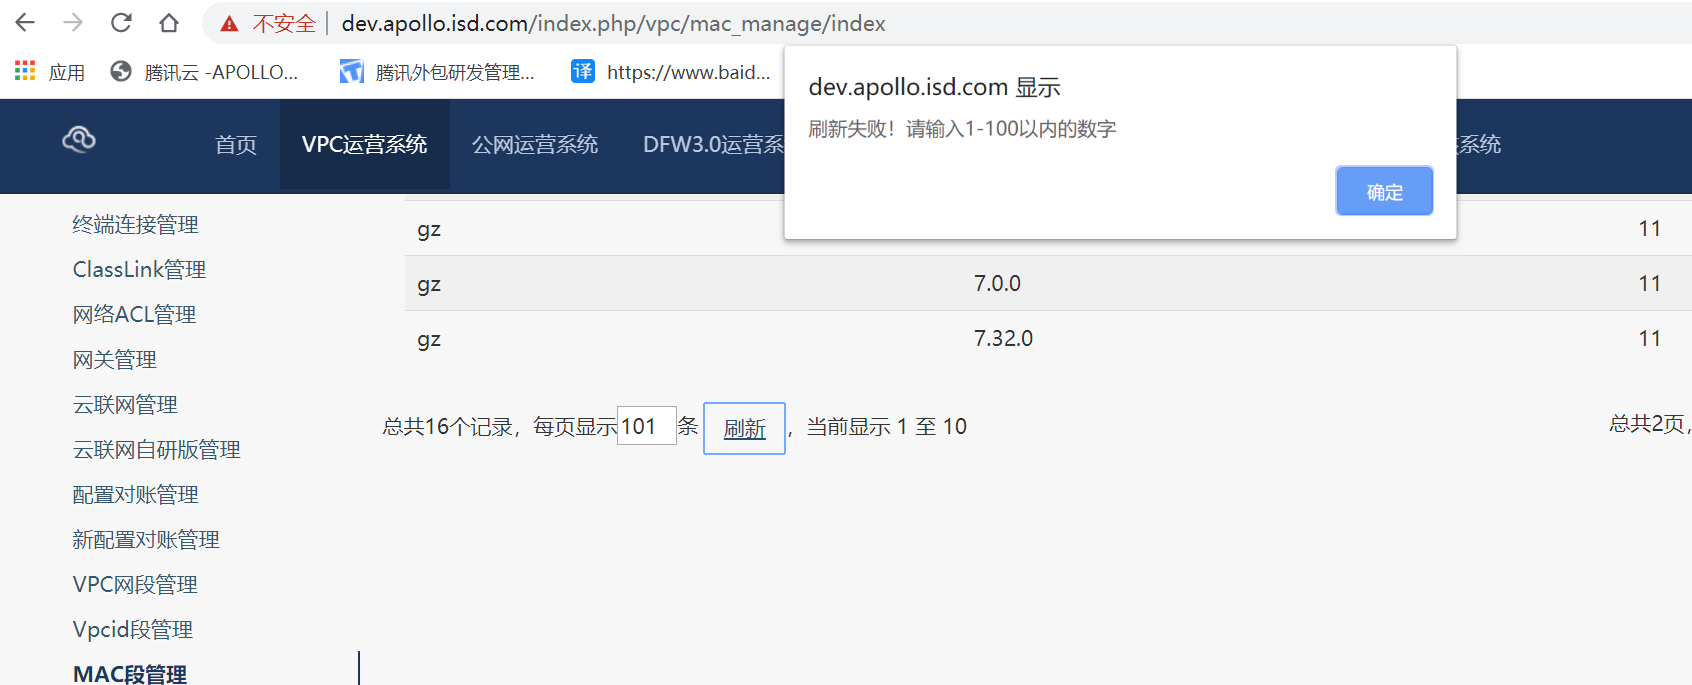 不安全 dev.apollo.isd.com/index.php/vpc/mac_manage/index
应用 腾讯云 -APOLLO... 腾讯外包研发管理... 译 https://www.baid...
dev.apollo.isd.com 显示
刷新失败！请输入1-100以内的数字
确定
首页 VPC运营系统 公网运营系统 DFW3.0运营系 系统
终端连接管理
ClassLink管理
网络ACL管理
网关管理
云联网管理
云联网自研版管理
配置对账管理
新配置对账管理
VPC网段管理
Vpcid段管理
MAC段管理
gz 11
gz 7.0.0 11
gz 7.32.0 11
总共16个记录，每页显示101条 刷新 ，当前显示 1 至 10 总共2页，